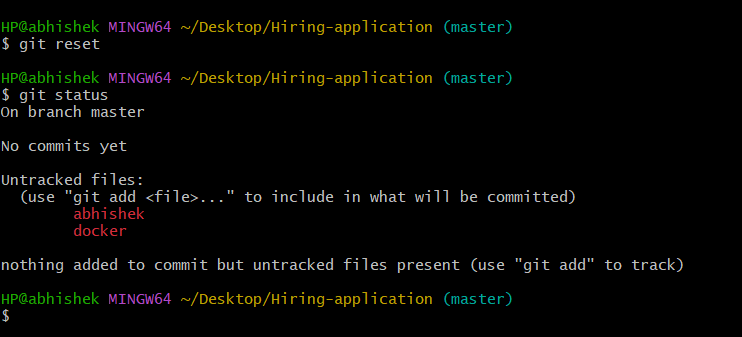 HP@abhishek MINGW64 ~/Desktop/Hiring-application (master)
$ git reset
HP@abhishek MINGW64 ~/Desktop/Hiring-application (master)
$ git status
On branch master
No commits yet
Untracked files:
  (use "git add <file>..." to include in what will be committed)
        abhishek
        docker
nothing added to commit but untracked files present (use "git add" to track)
HP@abhishek MINGW64 ~/Desktop/Hiring-application (master)
$